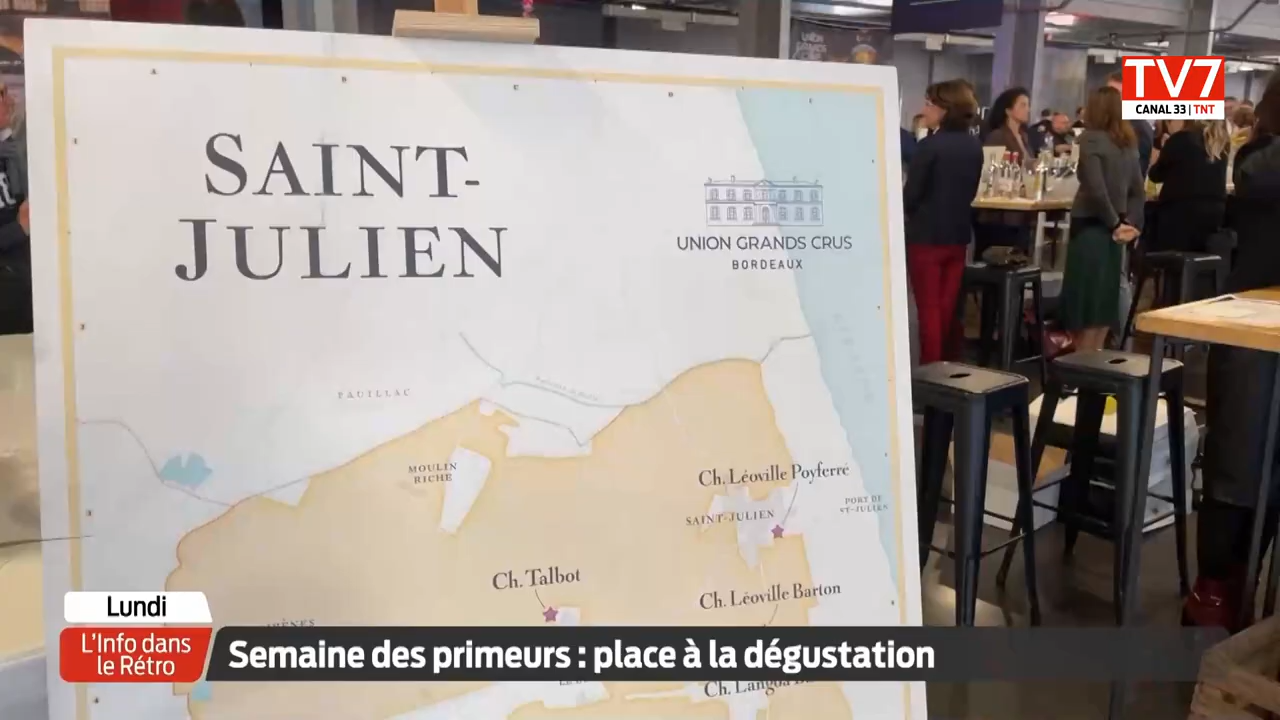 SAINT-
JULIEN
UNION GRANDS CRUS
BORDEAUX
TV7
CANAL 33 | TNT
PAUILLAC
MOULIN
RICHE
Ch. Léoville Poyferré
SAINT-JULIEN
PORT DE
ST-JULIEN
Ch. Talbot
Ch. Léoville Barton
Lundi
L'Info dans
le Rétro
Semaine des primeurs : place à la dégustation
Ch.